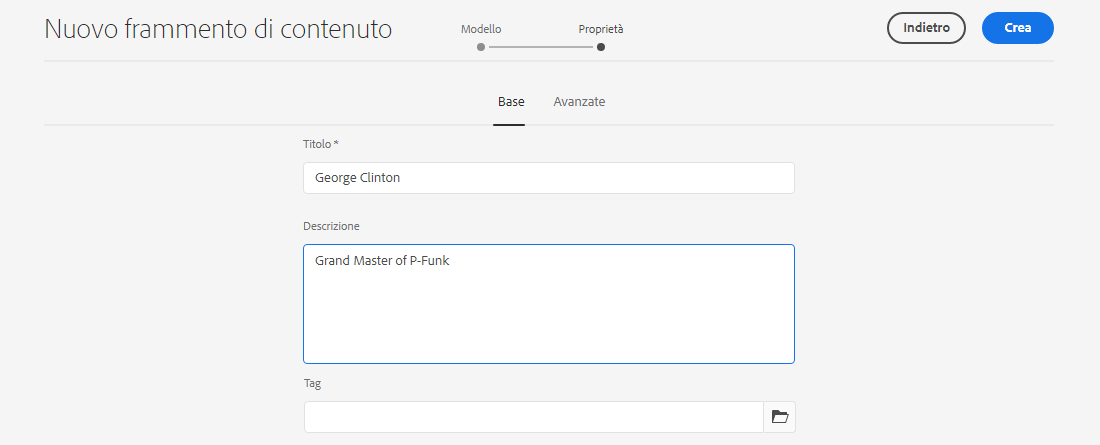 Nuovo frammento di contenuto
Modello
Proprietà
Indietro
Crea
Base
Avanzate
Titolo *
George Clinton
Descrizione
Grand Master of P-Funk
Tag